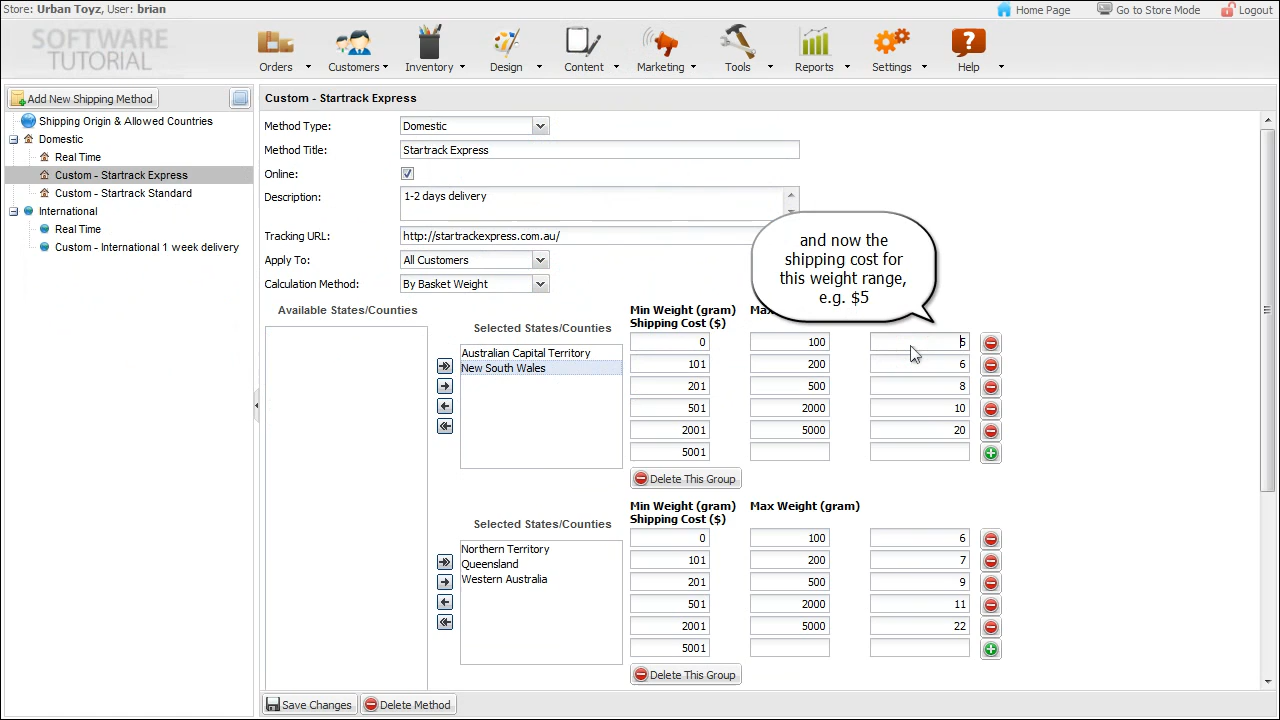 Store: Urban Toyz, User: brian
Home Page
Go to Store Mode
Logout
SOFTWARE
TUTORIAL
Orders
Customers
Inventory
Design
Content
Marketing
Tools
Reports
Settings
Help
Add New Shipping Method
Shipping Origin & Allowed Countries
Domestic
Real Time
Custom - Startrack Express
Custom - Startrack Standard
International
Real Time
Custom - International 1 week delivery
Custom - Startrack Express
Method Type: Domestic
Method Title: Startrack Express
Online:
Description: 1-2 days delivery
Tracking URL: http://startrackexpress.com.au/
Apply To: All Customers
Calculation Method: By Basket Weight
and now the
shipping cost for
this weight range,
e.g. $5
Available States/Counties
Selected States/Counties
Australian Capital Territory
New South Wales
Min Weight (gram)
Shipping Cost ($)
0 100 5
101 200 6
201 500 8
501 2000 10
2001 5000 20
5001
Delete This Group
Selected States/Counties
Northern Territory
Queensland
Western Australia
Min Weight (gram) Max Weight (gram)
Shipping Cost ($)
0 100 6
101 200 7
201 500 9
501 2000 11
2001 5000 22
5001
Delete This Group
Save Changes
Delete Method